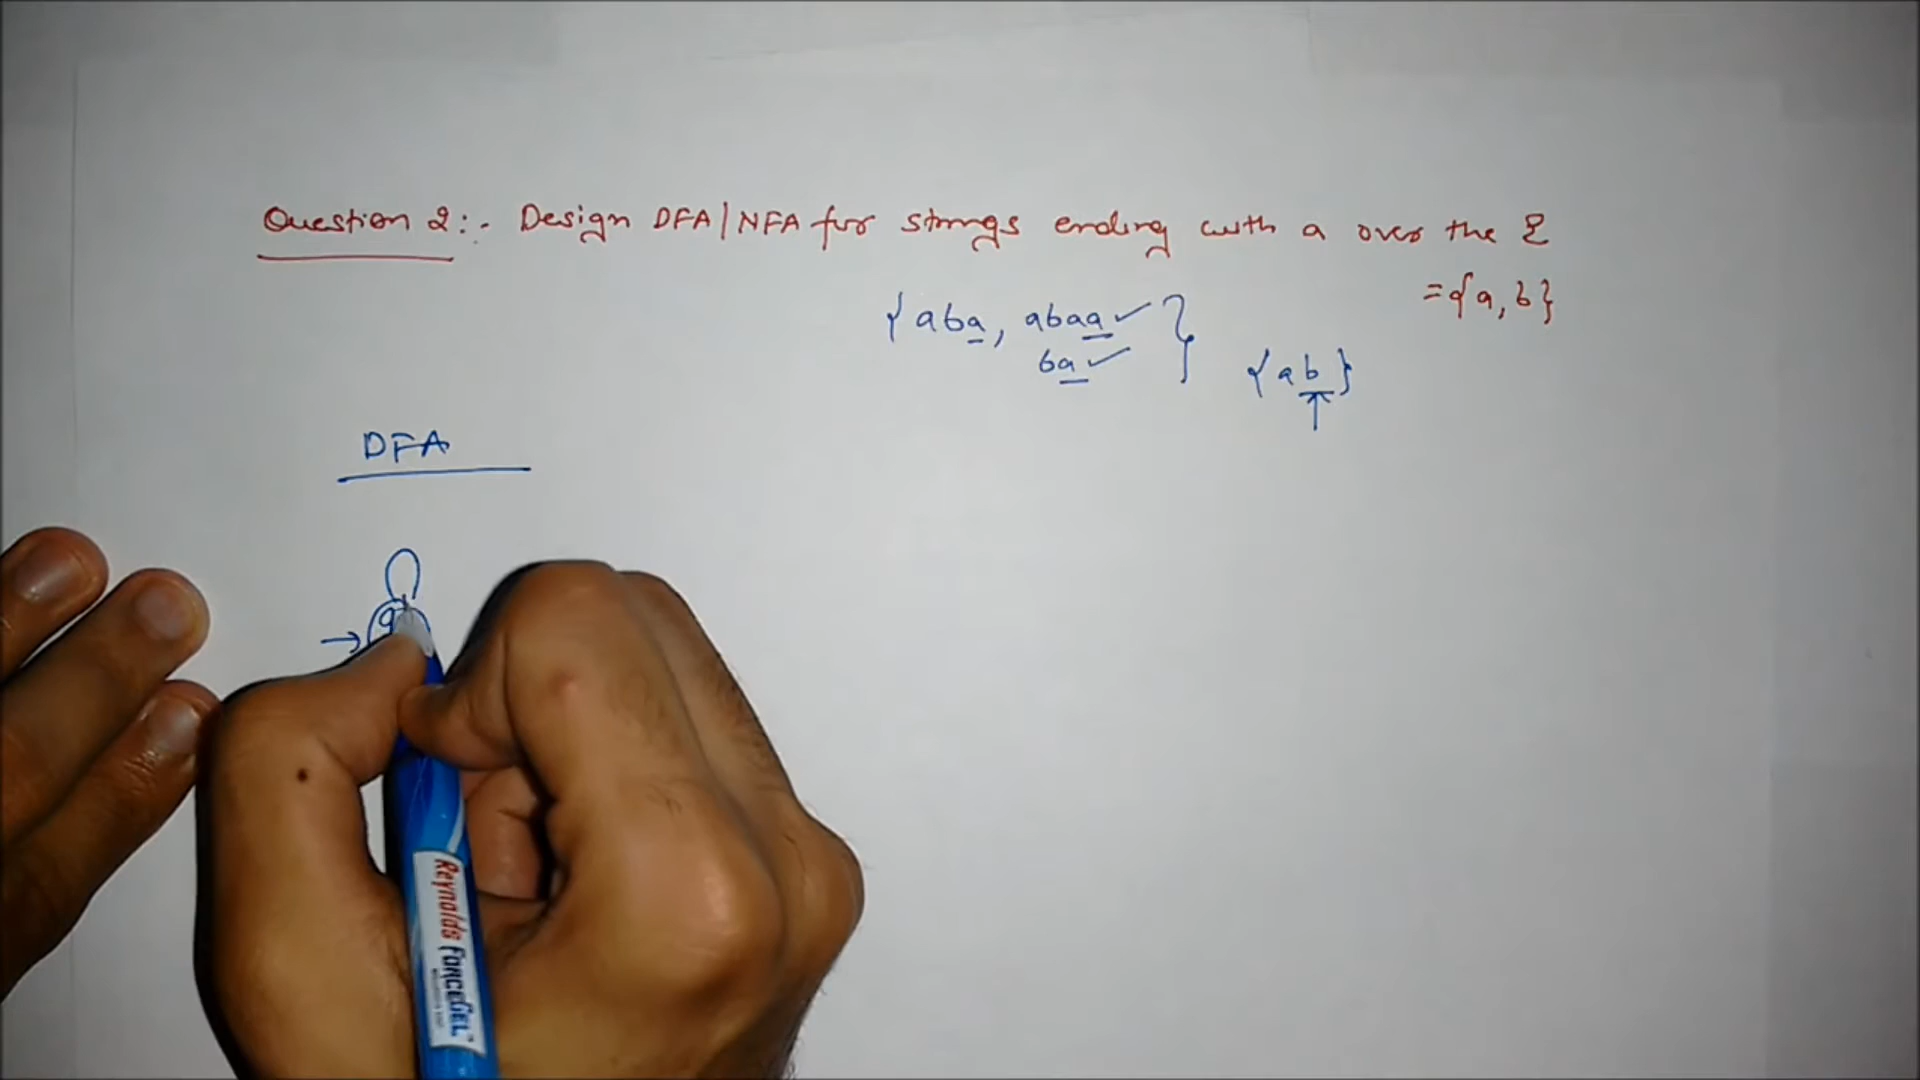 Question 2:- Design DFA/NFA for strings ending with a over the Σ
={a, b}
{aba, abaa ✓ }
ba ✓
{ab}
↑
DFA
→ q
Reynolds FORCEGEL